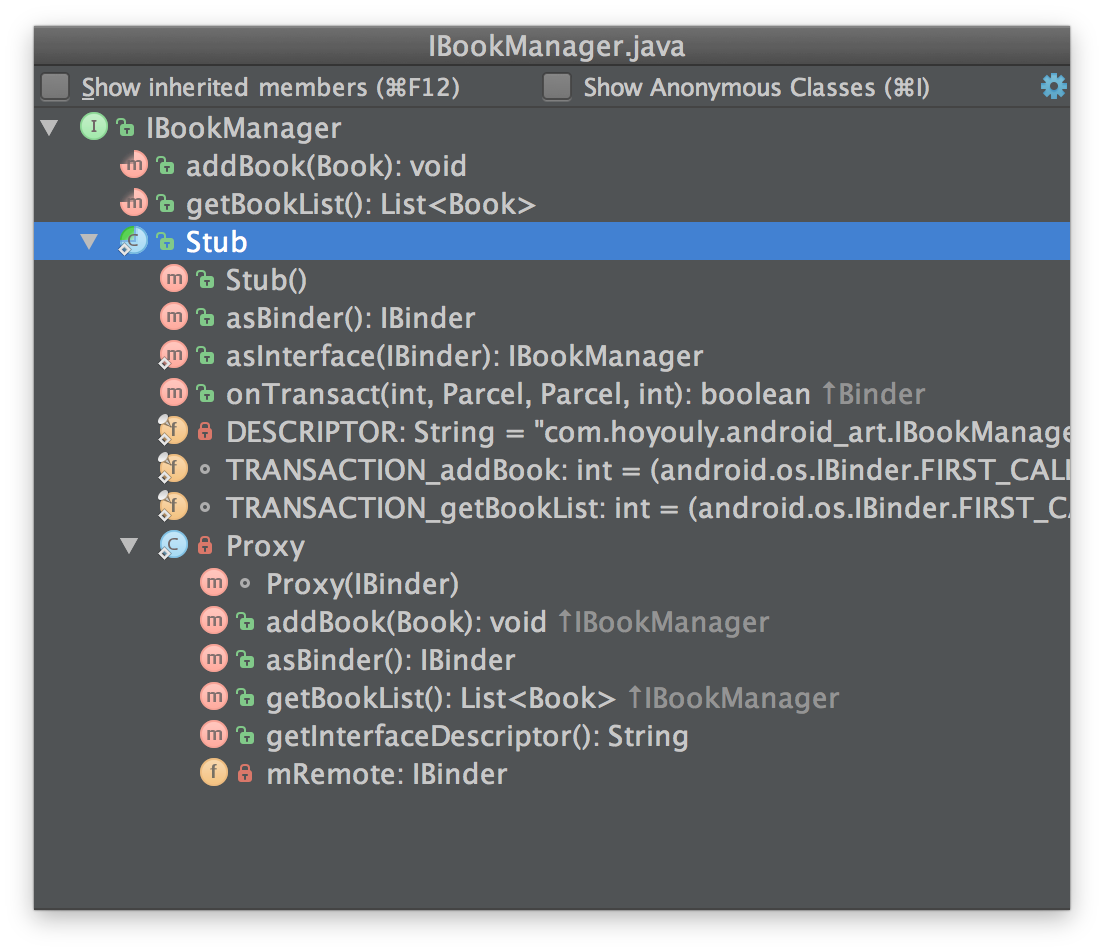 IBookManager.java
Show inherited members (⌘F12) Show Anonymous Classes (⌘I)
I IBookManager
m addBook(Book): void
m getBookList(): List<Book>
C Stub
m Stub()
m asBinder(): IBinder
m asInterface(IBinder): IBookManager
m onTransact(int, Parcel, Parcel, int): boolean ↑Binder
f DESCRIPTOR: String = "com.hoyouly.android_art.IBookManage
f TRANSACTION_addBook: int = (android.os.IBinder.FIRST_CALL
f TRANSACTION_getBookList: int = (android.os.IBinder.FIRST_CA
C Proxy
m Proxy(IBinder)
m addBook(Book): void ↑IBookManager
m asBinder(): IBinder
m getBookList(): List<Book> ↑IBookManager
m getInterfaceDescriptor(): String
f mRemote: IBinder